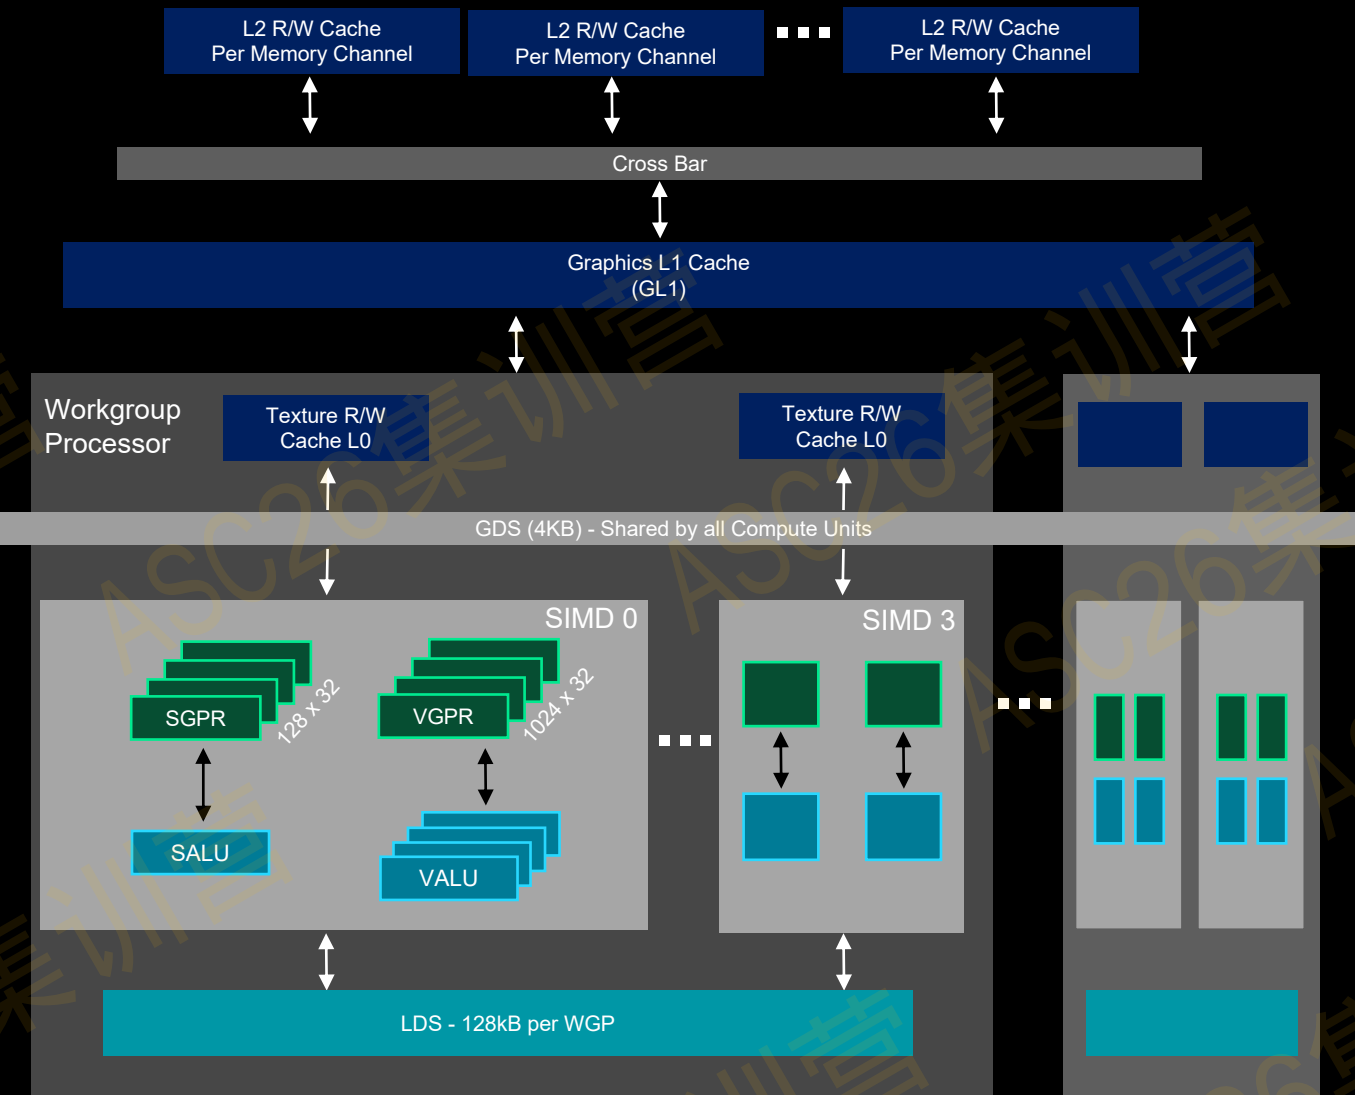 L2 R/W Cache
Per Memory Channel
L2 R/W Cache
Per Memory Channel
L2 R/W Cache
Per Memory Channel
Cross Bar
Graphics L1 Cache
(GL1)
Workgroup
Processor
Texture R/W
Cache L0
Texture R/W
Cache L0
GDS (4KB) - Shared by all Compute Units
SIMD 0
SIMD 3
SGPR
128 x 32
VGPR
1024 x 32
SALU
VALU
LDS - 128kB per WGP
ASC26集训营
ASC26集训营
ASC26集训营